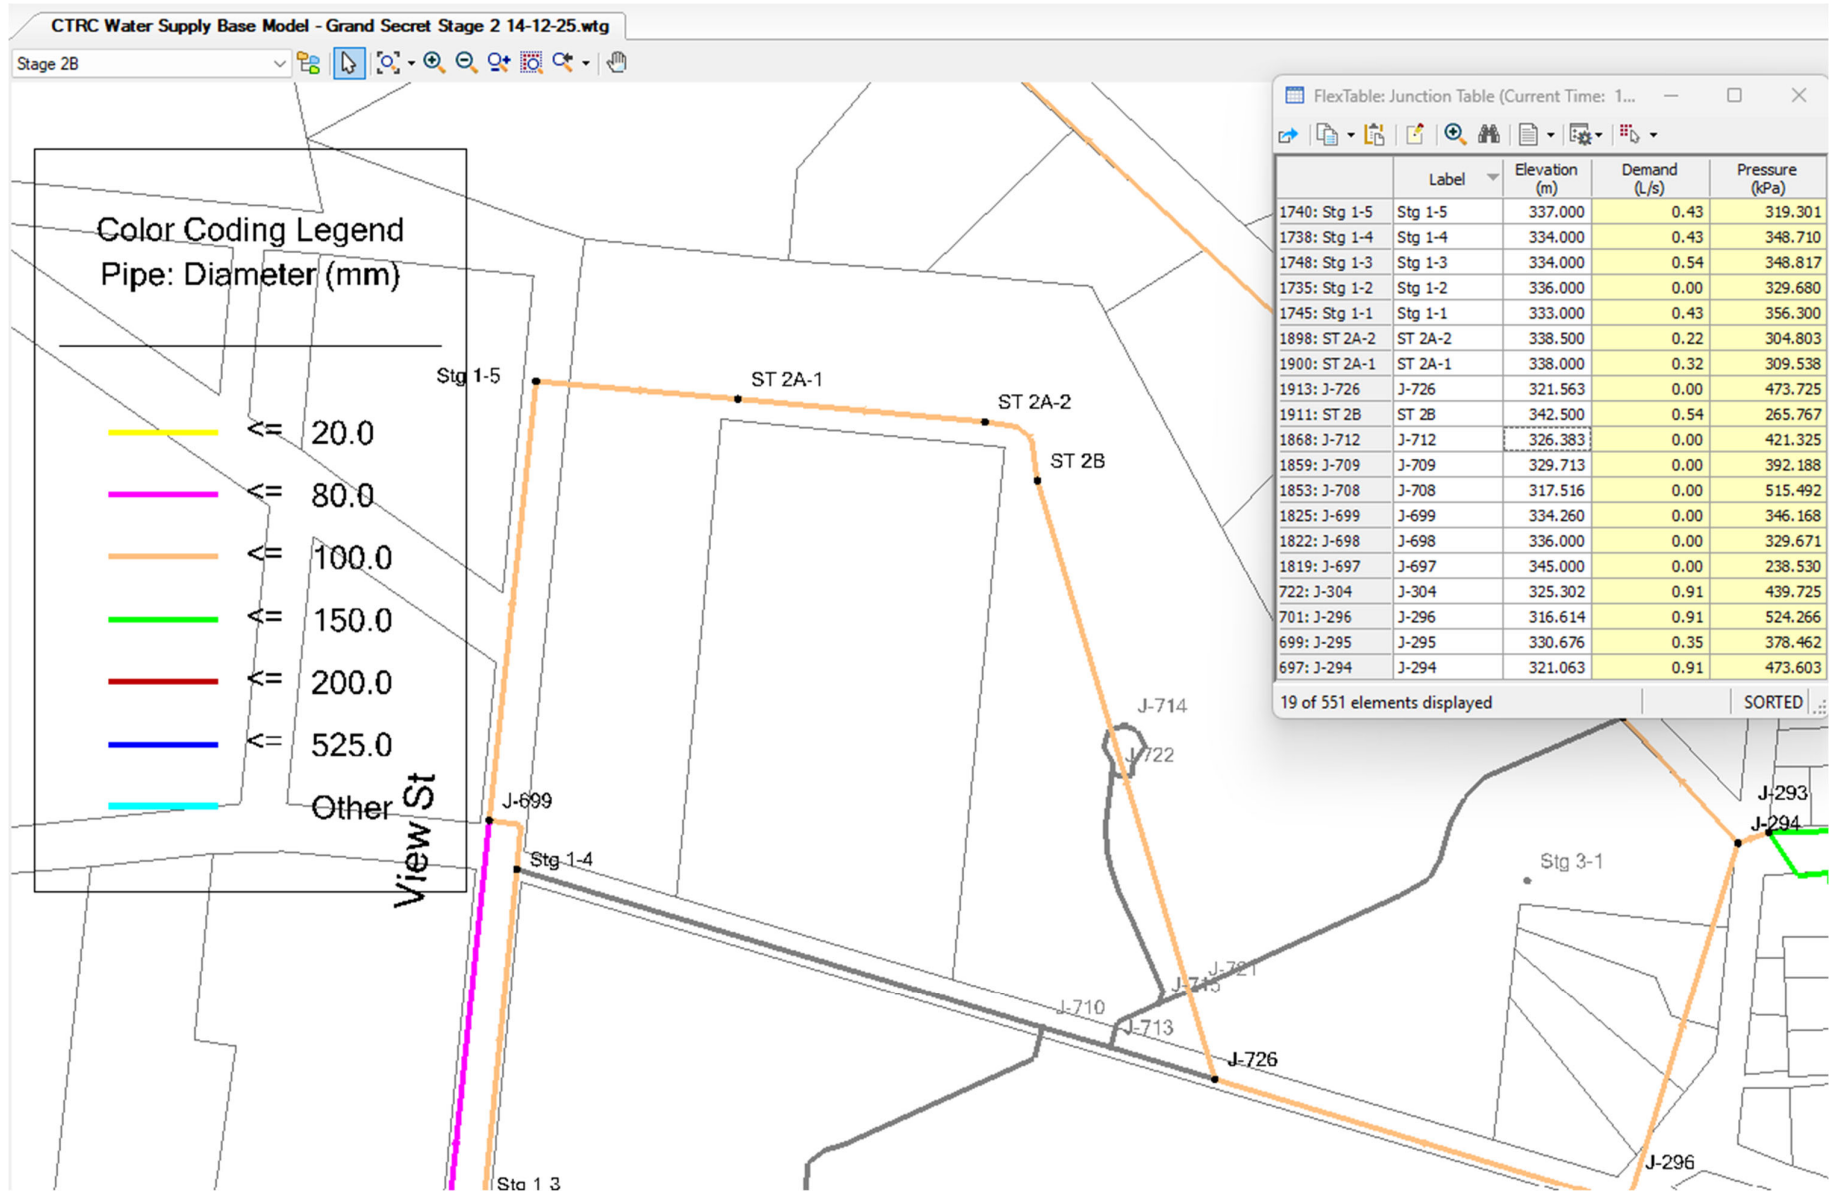 CTRC Water Supply Base Model - Grand Secret Stage 2 14-12-25.wtg
Stage 2B
Color Coding Legend
Pipe: Diameter (mm)
<= 20.0
<= 80.0
<= 100.0
<= 150.0
<= 200.0
<= 525.0
Other
View St
Stg 1-5
ST 2A-1
ST 2A-2
ST 2B
J-714
J-722
J-699
Stg 1-4
J-721
J-715
J-710
J-713
J-726
Stg 3-1
J-293
J-294
J-296
Stg 1 3
FlexTable: Junction Table (Current Time: 1...
Label Elevation (m) Demand (L/s) Pressure (kPa)
1740: Stg 1-5 Stg 1-5 337.000 0.43 319.301
1738: Stg 1-4 Stg 1-4 334.000 0.43 348.710
1748: Stg 1-3 Stg 1-3 334.000 0.54 348.817
1735: Stg 1-2 Stg 1-2 336.000 0.00 329.680
1745: Stg 1-1 Stg 1-1 333.000 0.43 356.300
1898: ST 2A-2 ST 2A-2 338.500 0.22 304.803
1900: ST 2A-1 ST 2A-1 338.000 0.32 309.538
1913: J-726 J-726 321.563 0.00 473.725
1911: ST 2B ST 2B 342.500 0.54 265.767
1868: J-712 J-712 326.383 0.00 421.325
1859: J-709 J-709 329.713 0.00 392.188
1853: J-708 J-708 317.516 0.00 515.492
1825: J-699 J-699 334.260 0.00 346.168
1822: J-698 J-698 336.000 0.00 329.671
1819: J-697 J-697 345.000 0.00 238.530
722: J-304 J-304 325.302 0.91 439.725
701: J-296 J-296 316.614 0.91 524.266
699: J-295 J-295 330.676 0.35 378.462
697: J-294 J-294 321.063 0.91 473.603
19 of 551 elements displayed SORTED